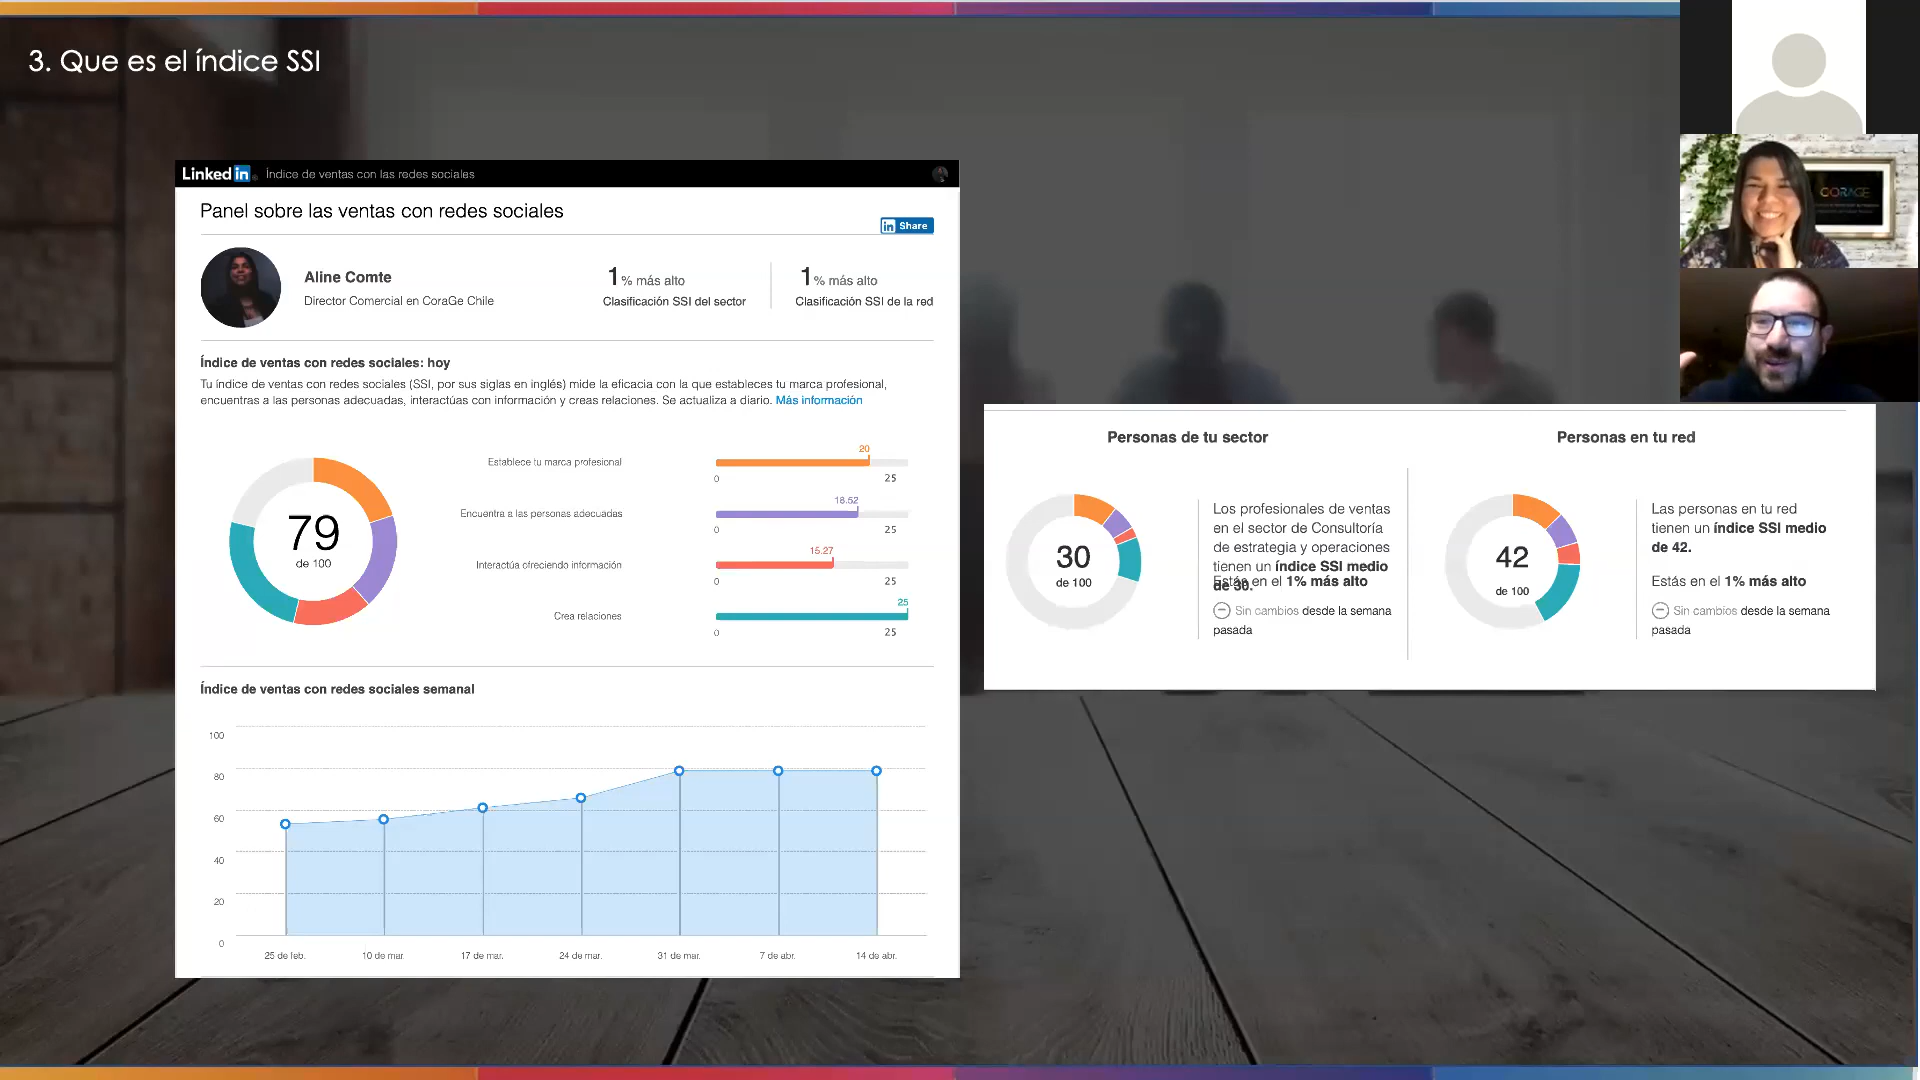 3. Que es el índice SSI
Linked in Índice de ventas con las redes sociales
Panel sobre las ventas con redes sociales
in Share
Aline Comte
Director Comercial en CoraGe Chile
1% más alto
Clasificación SSI del sector
1% más alto
Clasificación SSI de la red
Índice de ventas con redes sociales: hoy
Tu índice de ventas con redes sociales (SSI, por sus siglas en inglés) mide la eficacia con la que estableces tu marca profesional,
encuentras a las personas adecuadas, interactúas con información y creas relaciones. Se actualiza a diario. Más información
79
de 100
Establece tu marca profesional
20
0
25
Encuentra a las personas adecuadas
18.52
0
25
Interactúa ofreciendo información
15.27
0
25
Crea relaciones
25
0
25
Índice de ventas con redes sociales semanal
100
80
60
40
20
0
25 de feb.
10 de mar.
17 de mar.
24 de mar.
31 de mar.
7 de abr.
14 de abr.
Personas de tu sector
30
de 100
Los profesionales de ventas
en el sector de Consultoría
de estrategia y operaciones
tienen un índice SSI medio
de 30.
Estás en el 1% más alto
Sin cambios desde la semana
pasada
Personas en tu red
42
de 100
Las personas en tu red
tienen un índice SSI medio
de 42.
Estás en el 1% más alto
Sin cambios desde la semana
pasada
CORAGE